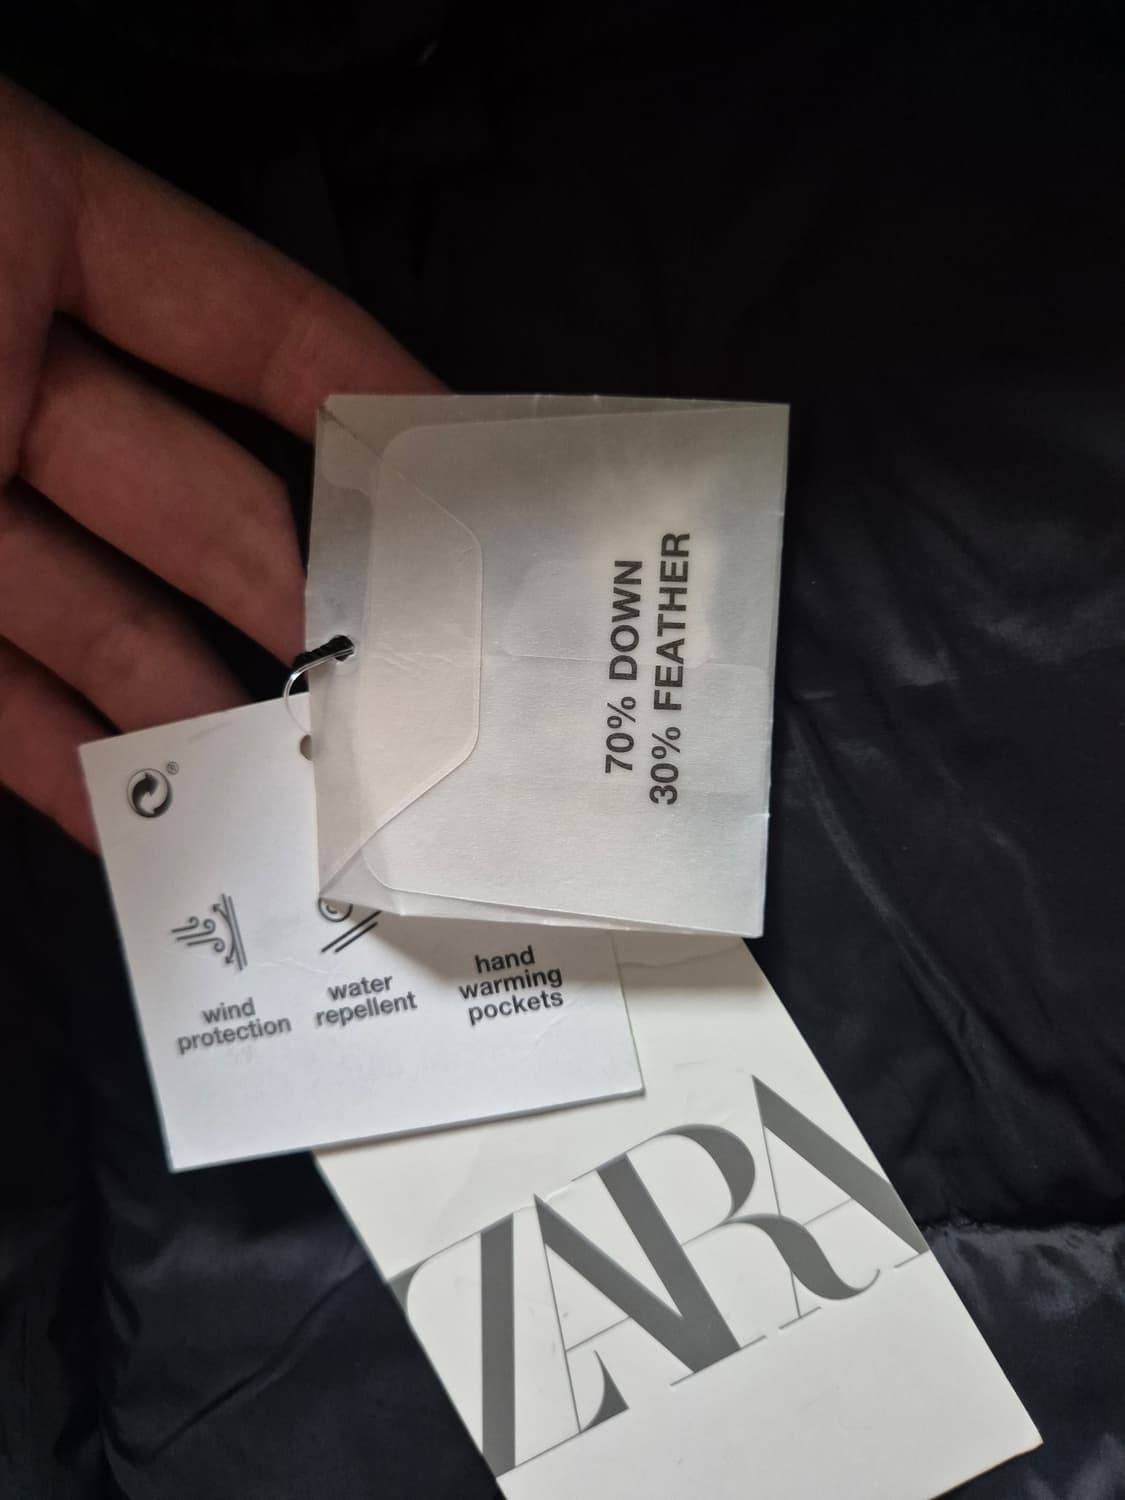 70% DOWN
30% FEATHER
®
wind
protection
water
repellent
hand
warming
pockets
ZARA